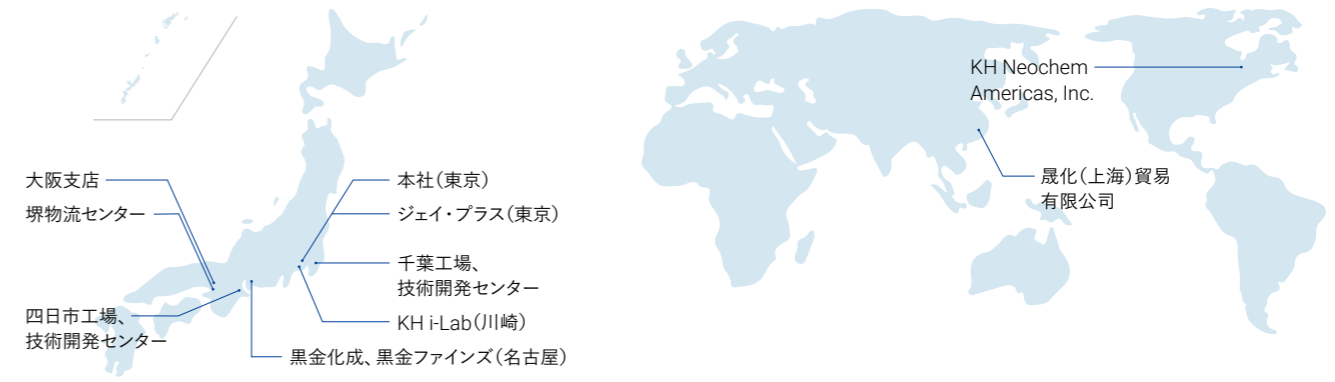 大阪支店
堺物流センター
四日市工場、
技術開発センター
本社（東京）
ジェイ・プラス（東京）
千葉工場、
技術開発センター
KH i-Lab（川崎）
黒金化成、黒金ファインズ（名古屋）
KH Neochem
Americas, Inc.
晟化（上海）貿易
有限公司